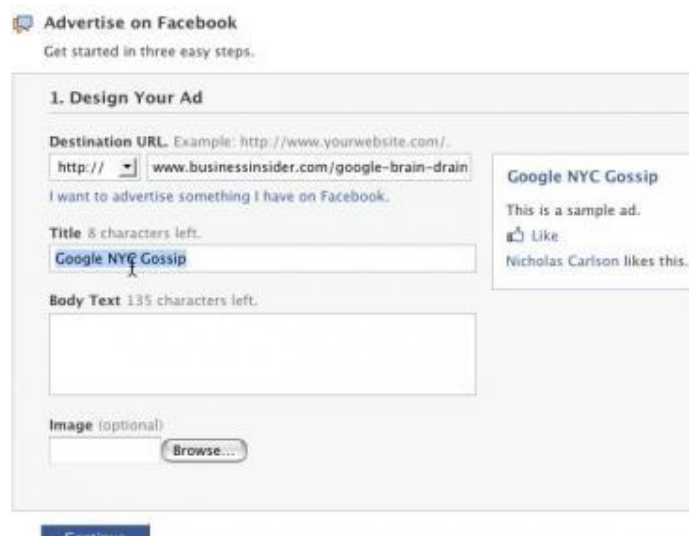 Advertise on Facebook
Get started in three easy steps.
1. Design Your Ad
Destination URL. Example: http://www.yourwebsite.com/.
http:// www.businessinsider.com/google-brain-drain
I want to advertise something I have on Facebook.
Title 8 characters left.
Google NYC Gossip
Body Text 135 characters left.
Image (optional)
Browse...
Google NYC Gossip
This is a sample ad.
Like
Nicholas Carlson likes this.
Continue